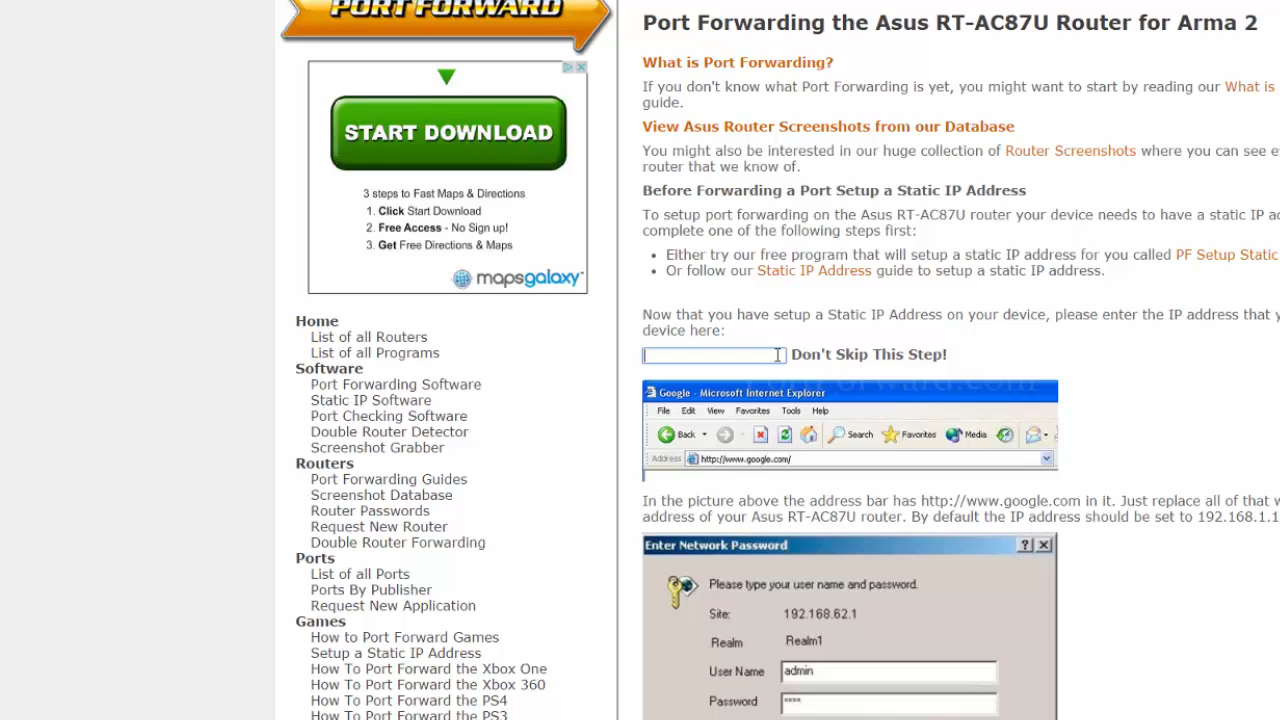 PORT FORWARD
START DOWNLOAD
3 steps to Fast Maps & Directions
1. Click Start Download
2. Free Access - No Sign up!
3. Get Free Directions & Maps
mapsgalaxy
Home
List of all Routers
List of all Programs
Software
Port Forwarding Software
Static IP Software
Port Checking Software
Double Router Detector
Screenshot Grabber
Routers
Port Forwarding Guides
Screenshot Database
Router Passwords
Request New Router
Double Router Forwarding
Ports
List of all Ports
Ports By Publisher
Request New Application
Games
How to Port Forward Games
Setup a Static IP Address
How To Port Forward the Xbox One
How To Port Forward the Xbox 360
How To Port Forward the PS4
How To Port Forward the PS3
Port Forwarding the Asus RT-AC87U Router for Arma 2
What is Port Forwarding?
If you don't know what Port Forwarding is yet, you might want to start by reading our What is
guide.
View Asus Router Screenshots from our Database
You might also be interested in our huge collection of Router Screenshots where you can see
router that we know of.
Before Forwarding a Port Setup a Static IP Address
To setup port forwarding on the Asus RT-AC87U router your device needs to have a static IP
complete one of the following steps first:
• Either try our free program that will setup a static IP address for you called PF Setup Static
• Or follow our Static IP Address guide to setup a static IP address.
Now that you have setup a Static IP Address on your device, please enter the IP address that
device here:
Don't Skip This Step!
PortForward.com
Google - Microsoft Internet Explorer
File Edit View Favorites Tools Help
Back Search Favorites Media
Address http://www.google.com/
In the picture above the address bar has http://www.google.com in it. Just replace all of that
address of your Asus RT-AC87U router. By default the IP address should be set to 192.168.1.1
Enter Network Password
Please type your user name and password.
Site: 192.168.62.1
Realm Realm1
User Name admin
Password ****